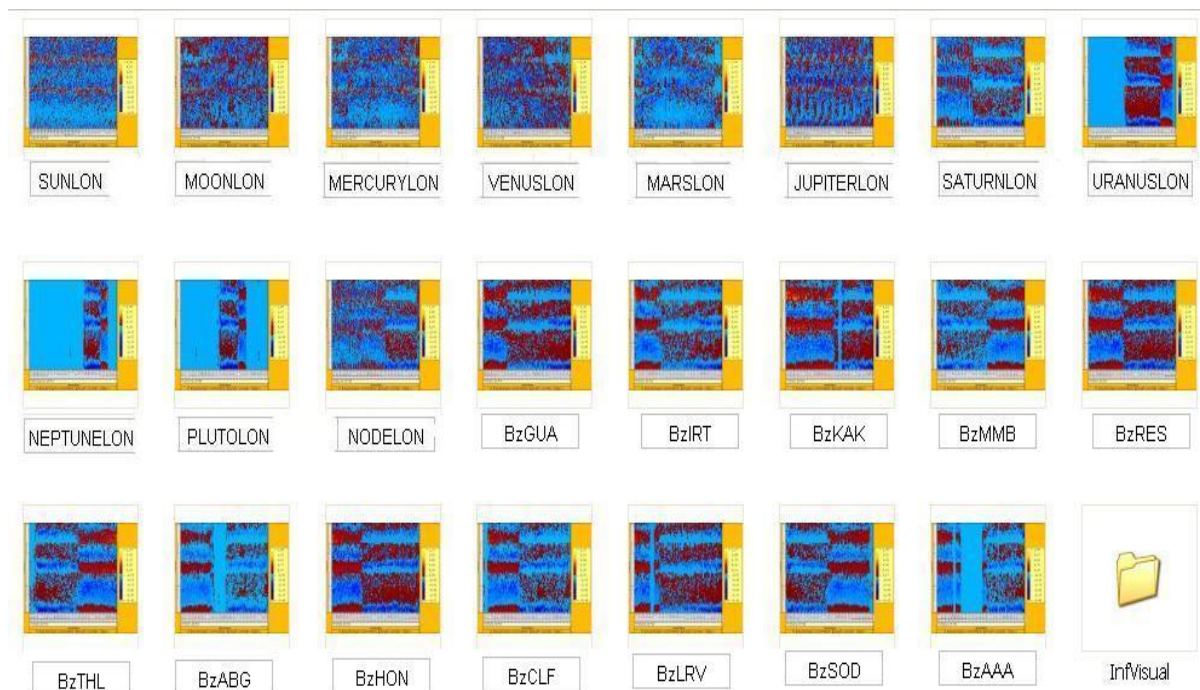 SUNLON MOONLON MERCURYLON VENUSLON MARSLON JUPITERLON SATURNLON URANUSLON
NEPTUNELON PLUTOLON NODELON BzGUA BzIRT BzKAK BzMMB BzRES
BzTHL BzABG BzHON BzCLF BzLRV BzSOD BzAAA InfVisual